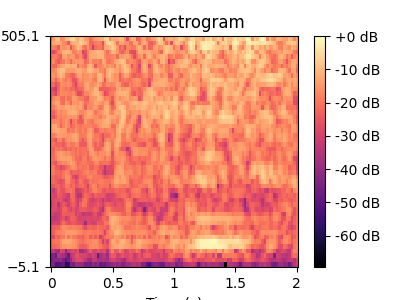 Mel Spectrogram
505.1
−5.1
0
0.5
1
1.5
2
+0 dB
-10 dB
-20 dB
-30 dB
-40 dB
-50 dB
-60 dB